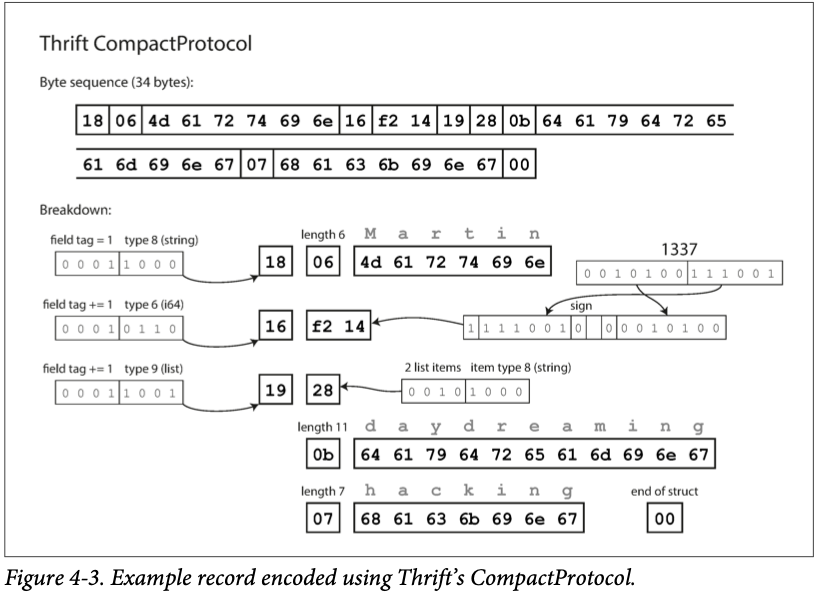 Thrift CompactProtocol
Byte sequence (34 bytes):
18 06 4d 61 72 74 69 6e 16 f2 14 19 28 0b 64 61 79 64 72 65
61 6d 69 6e 67 07 68 61 63 6b 69 6e 67 00
Breakdown:
field tag = 1 type 8 (string)
0 0 0 1 1 0 0 0
18
length 6
06
M a r t i n
4d 61 72 74 69 6e
1337
0 0 1 0 1 0 0 1 1 1 0 0 1
field tag += 1 type 6 (i64)
0 0 0 1 0 1 1 0
16
f2 14
sign
1 1 1 1 0 0 1 0 0 0 0 1 0 1 0 0
field tag += 1 type 9 (list)
0 0 0 1 1 0 0 1
19
28
2 list items item type 8 (string)
0 0 1 0 1 0 0 0
length 11
0b
d a y d r e a m i n g
64 61 79 64 72 65 61 6d 69 6e 67
length 7
07
h a c k i n g
68 61 63 6b 69 6e 67
end of struct
00
Figure 4-3. Example record encoded using Thrift’s CompactProtocol.